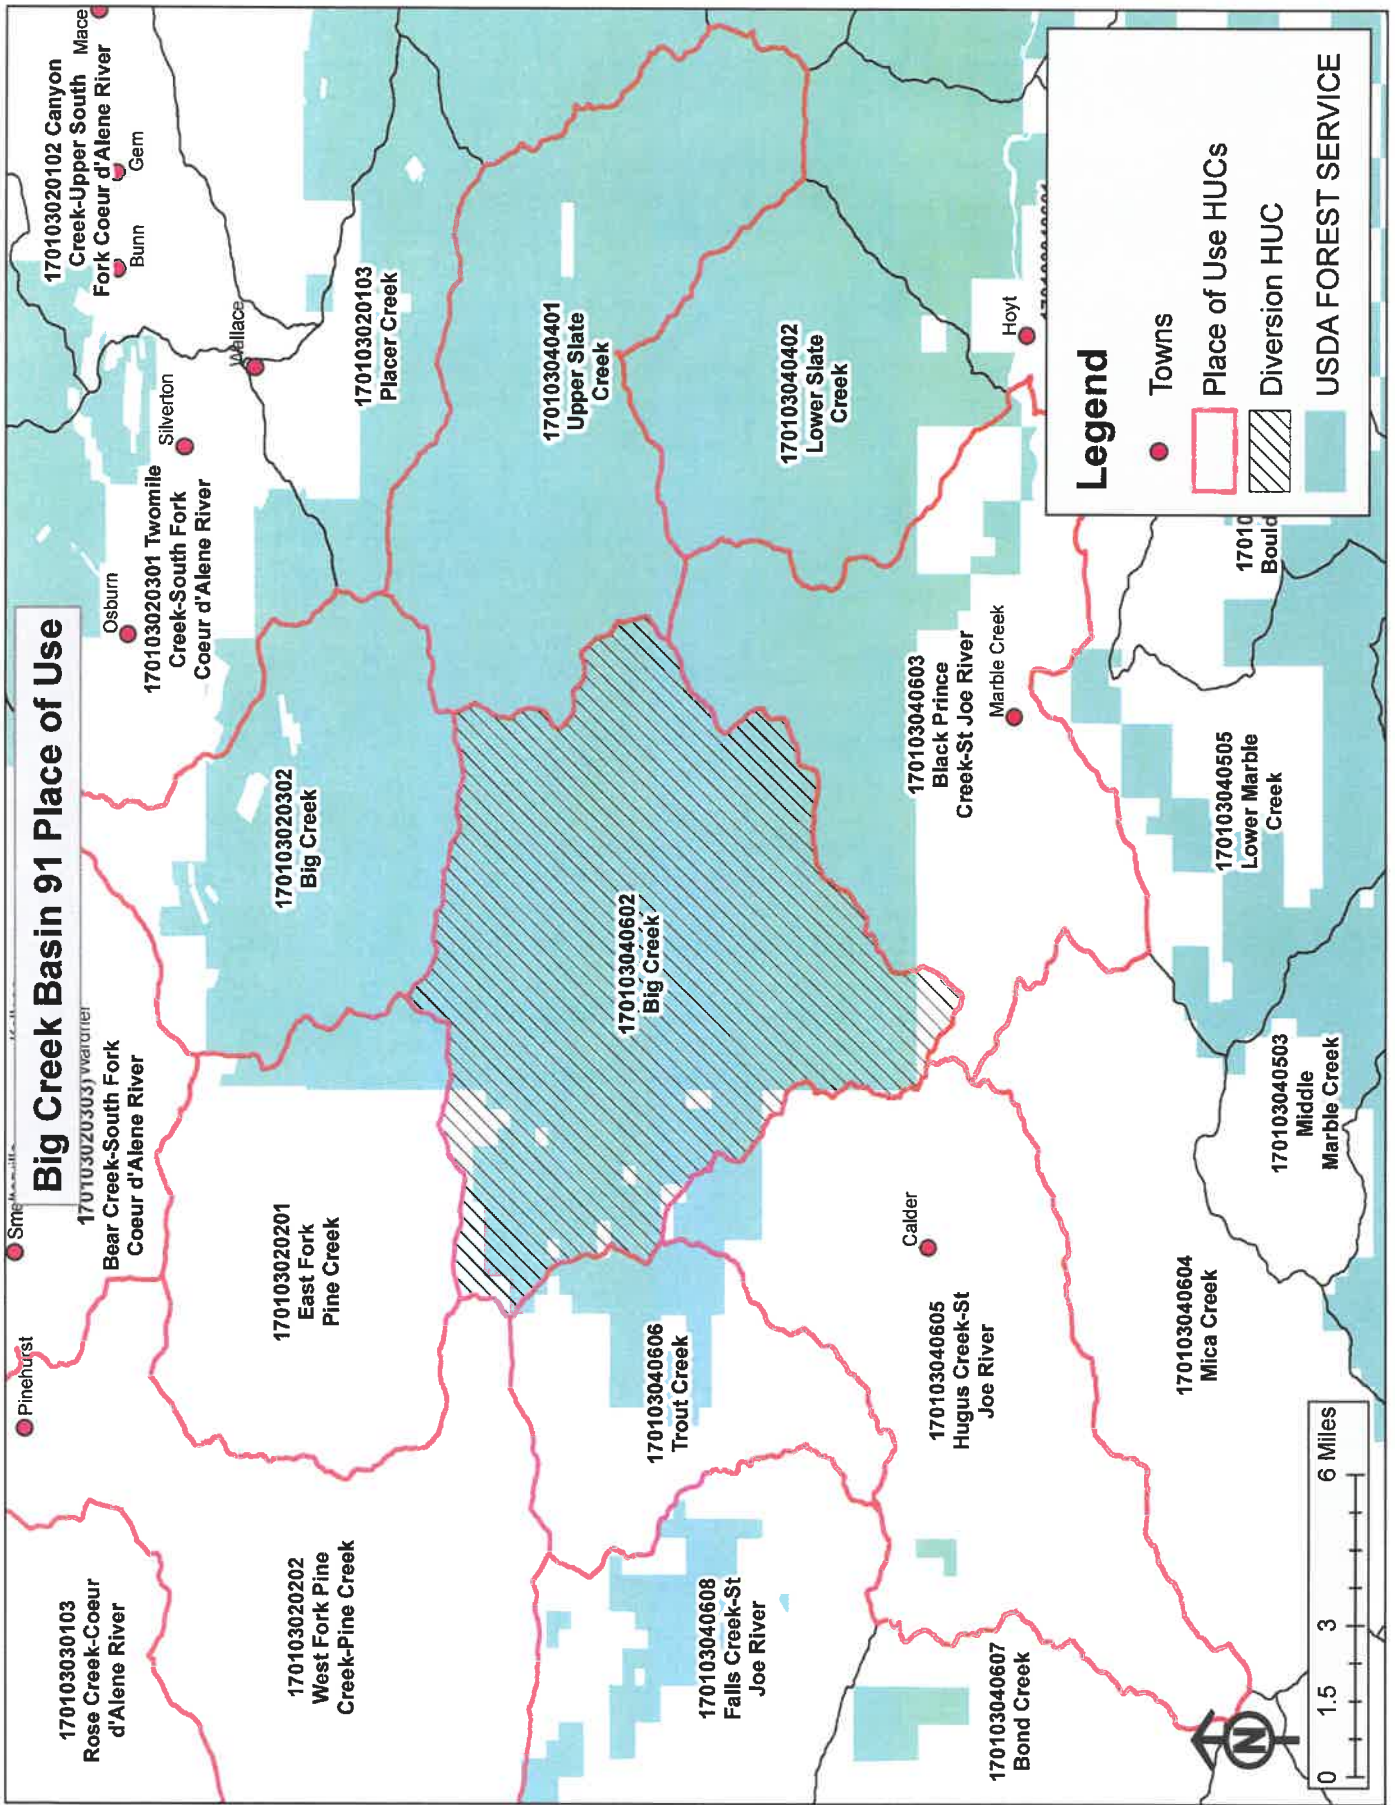 Big Creek Basin 91 Place of Use
Pinehurst
Osburn
Silverton
Wallace
Bunn
Gem
Mace
170103030103
Rose Creek-Coeur
d'Alene River
Bear Creek-South Fork
Coeur d'Alene River
170103020301 Twomile
Creek-South Fork
Coeur d'Alene River
170103020102 Canyon
Creek-Upper South
Fork Coeur d'Alene River
170103020202
West Fork Pine
Creek-Pine Creek
170103020201
East Fork
Pine Creek
170103020302
Big Creek
170103020103
Placer Creek
170103040401
Upper Slate
Creek
170103040602
Big Creek
170103040606
Trout Creek
170103040608
Falls Creek-St
Joe River
170103040402
Lower Slate
Creek
170103040603
Black Prince
Creek-St Joe River
Calder
Marble Creek
Hoyt
170103040605
Hugus Creek-St
Joe River
170103040607
Bond Creek
170103040604
Mica Creek
170103040503
Middle
Marble Creek
170103040505
Lower Marble
Creek
17010
Bould
Legend
Towns
Place of Use HUCs
Diversion HUC
USDA FOREST SERVICE
N
0 1.5 3 6 Miles